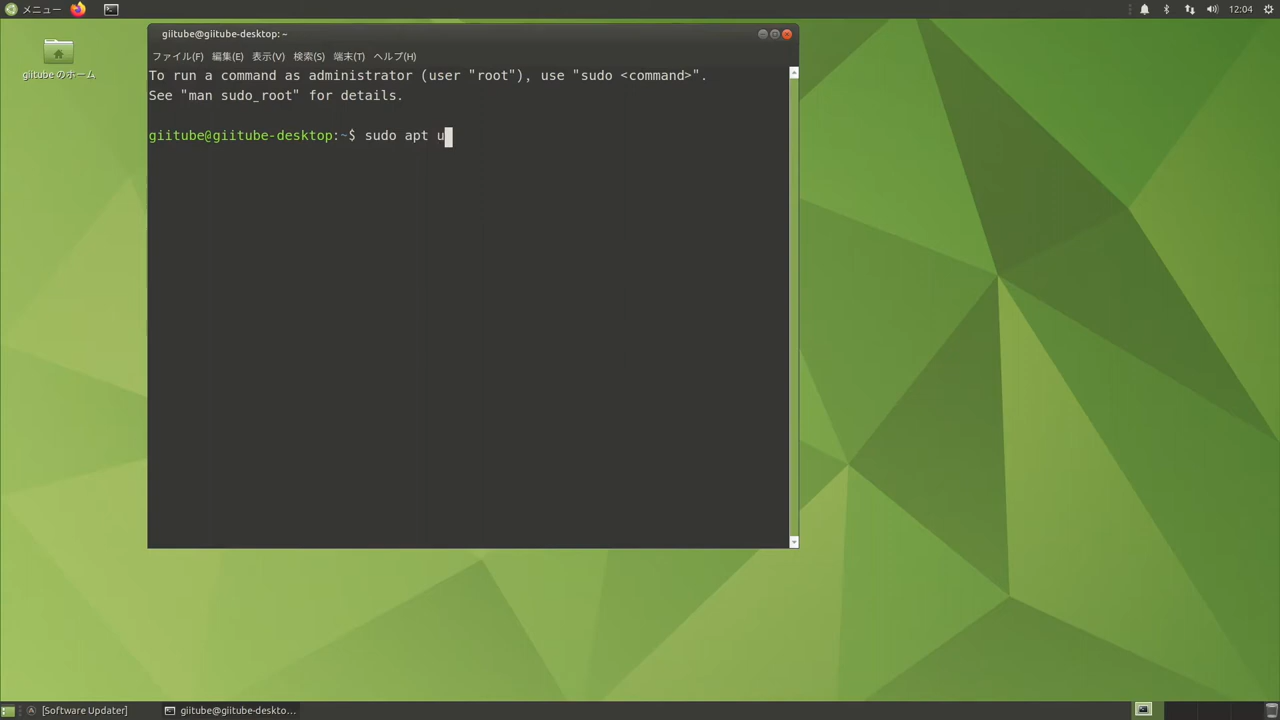 メニュー
12:04
giitube のホーム
giitube@giitube-desktop: ~
ファイル(F) 編集(E) 表示(V) 検索(S) 端末(T) ヘルプ(H)
To run a command as administrator (user "root"), use "sudo <command>".
See "man sudo_root" for details.
giitube@giitube-desktop:~$ sudo apt u
[Software Updater]
giitube@giitube-deskto...